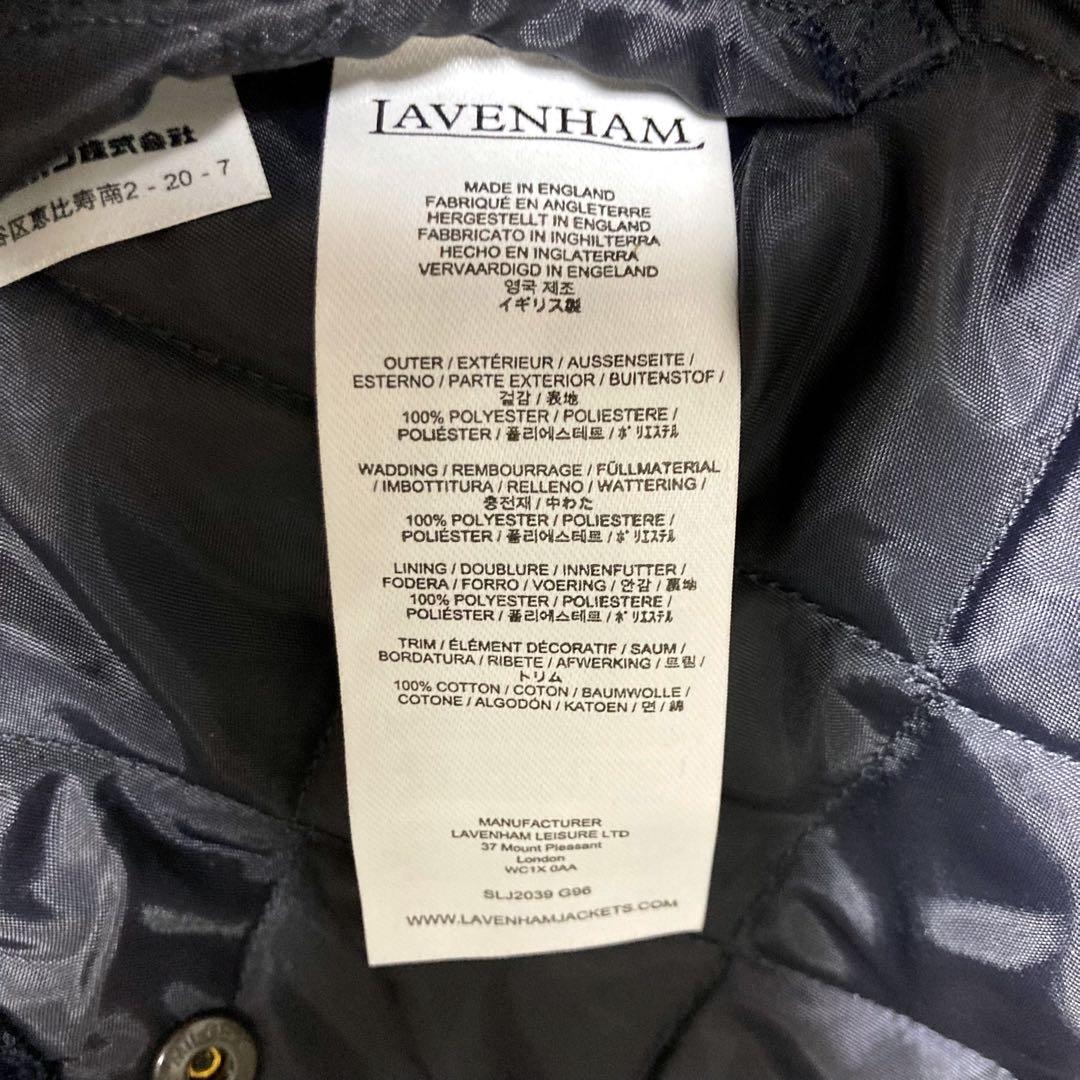 株式会社
区恵比寿南2-20-7
LAVENHAM
MADE IN ENGLAND
FABRIQUÉ EN ANGLETERRE
HERGESTELLT IN ENGLAND
FABBRICATO IN INGHILTERRA
HECHO EN INGLATERRA
VERVAARDIGD IN ENGELAND
영국 제조
イギリス製
OUTER / EXTÉRIEUR / AUSSENSEITE /
ESTERNO / PARTE EXTERIOR / BUITENSTOF /
겉감 / 表地
100% POLYESTER / POLIESTERE /
POLIÉSTER / 폴리에스테르 / ポリエステル
WADDING / REMBOURRAGE / FÜLLMATERIAL
/ IMBOTTITURA / RELLENO / WATTERING /
충전재 / 中わた
100% POLYESTER / POLIESTERE /
POLIÉSTER / 폴리에스테르 / ポリエステル
LINING / DOUBLURE / INNENFUTTER /
FODERA / FORRO / VOERING / 안감 / 裏地
100% POLYESTER / POLIESTERE /
POLIÉSTER / 폴리에스테르 / ポリエステル
TRIM / ÉLÉMENT DÉCORATIF / SAUM /
BORDATURA / RIBETE / AFWERKING / 트림 /
トリム
100% COTTON / COTON / BAUMWOLLE /
COTONE / ALGODÓN / KATOEN / 면 / 綿
MANUFACTURER
LAVENHAM LEISURE LTD
37 Mount Pleasant
London
WC1X 0AA
SLJ2039 G96
WWW.LAVENHAMJACKETS.COM